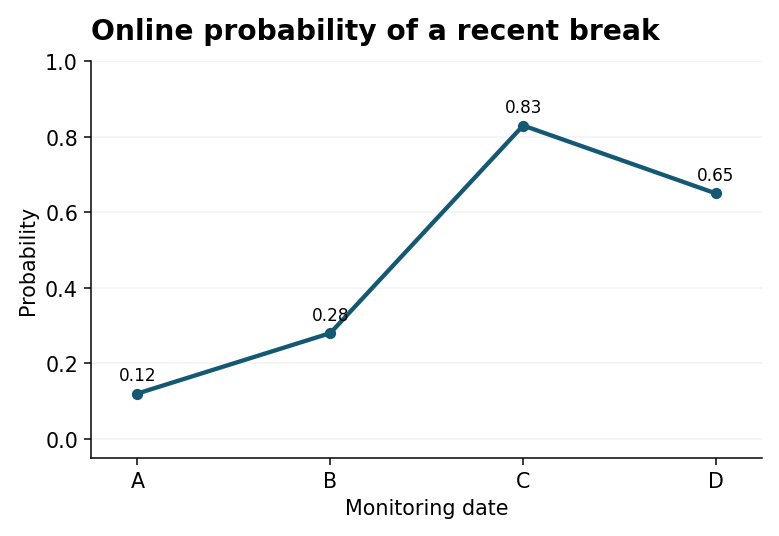 Online probability of a recent break
1.0
0.8
0.6
0.4
0.2
0.0
Probability
0.12
0.28
0.83
0.65
A B C D
Monitoring date